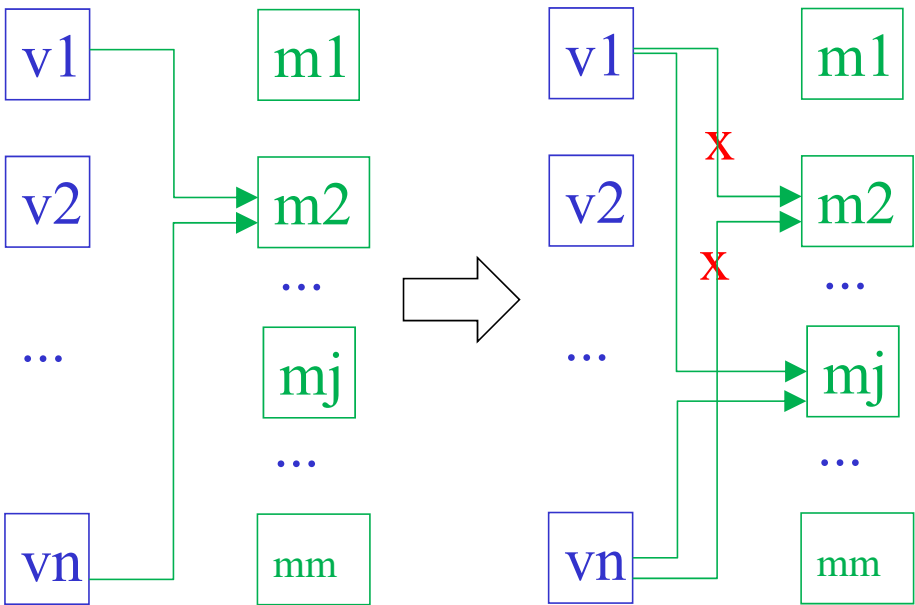 v1 m1 v1 m1
x
v2 m2 v2 m2
x
... ...
... mj ... mj
... ...
vn mm vn mm